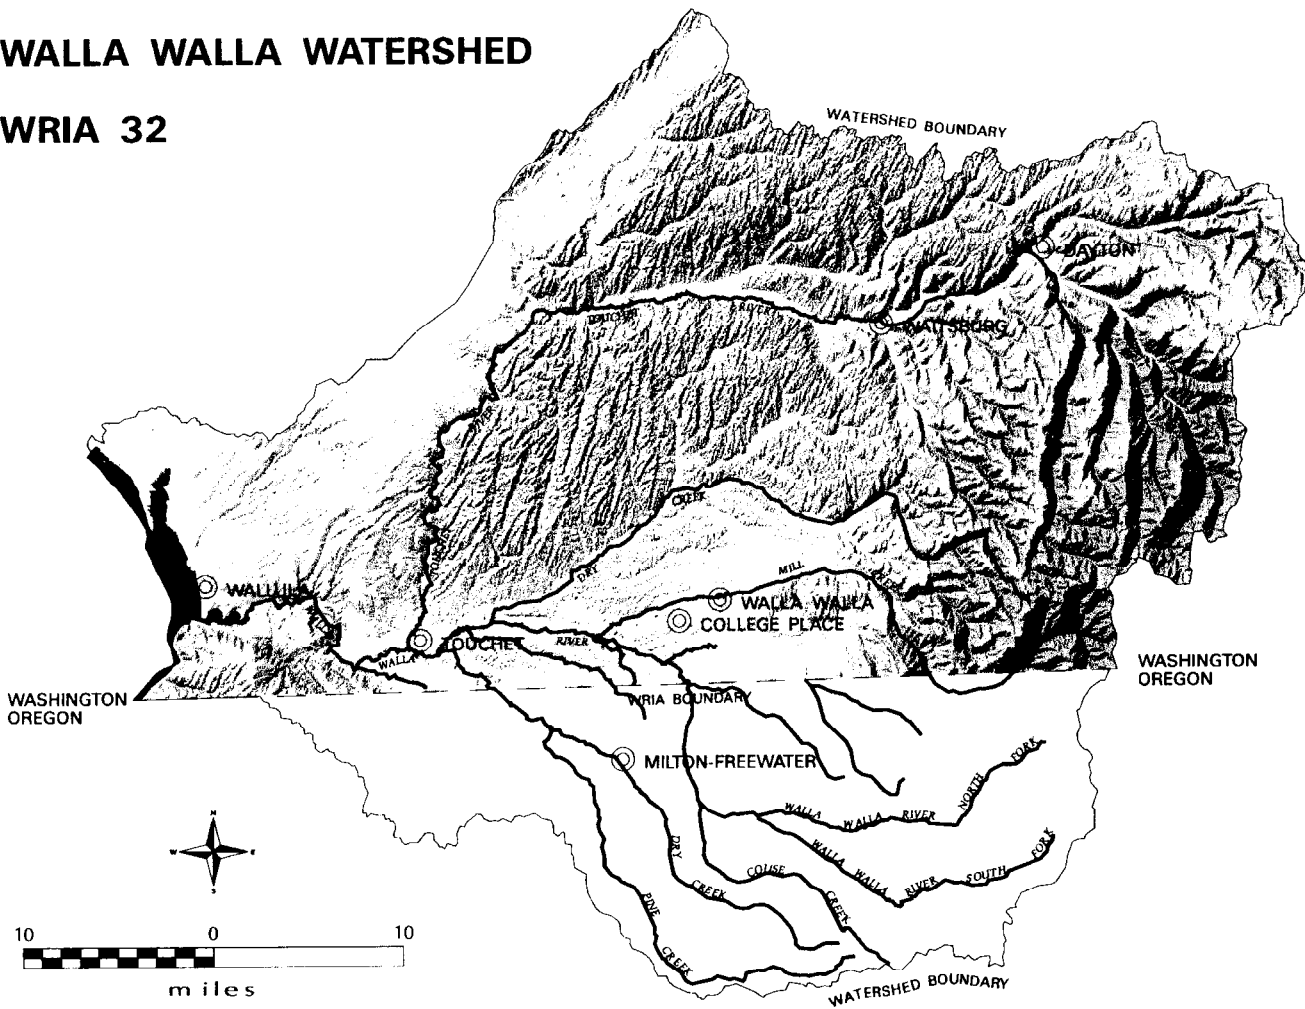 WALLA WALLA WATERSHED
WRIA 32
WATERSHED BOUNDARY
DAYTON
TOUCHET RIVER
WAITSBURG
CREEK
DRY
MILL
WALLULA
WALLA WALLA
COLLEGE PLACE
TOUCHET
RIVER
WALLA
WASHINGTON
OREGON
WASHINGTON
OREGON
WRIA BOUNDARY
MILTON-FREEWATER
WALLA WALLA RIVER NORTH FORK
WALLA WALLA RIVER SOUTH FORK
DRY CREEK
COUSE CREEK
PINE CREEK
N
W E
S
10 0 10
miles
WATERSHED BOUNDARY